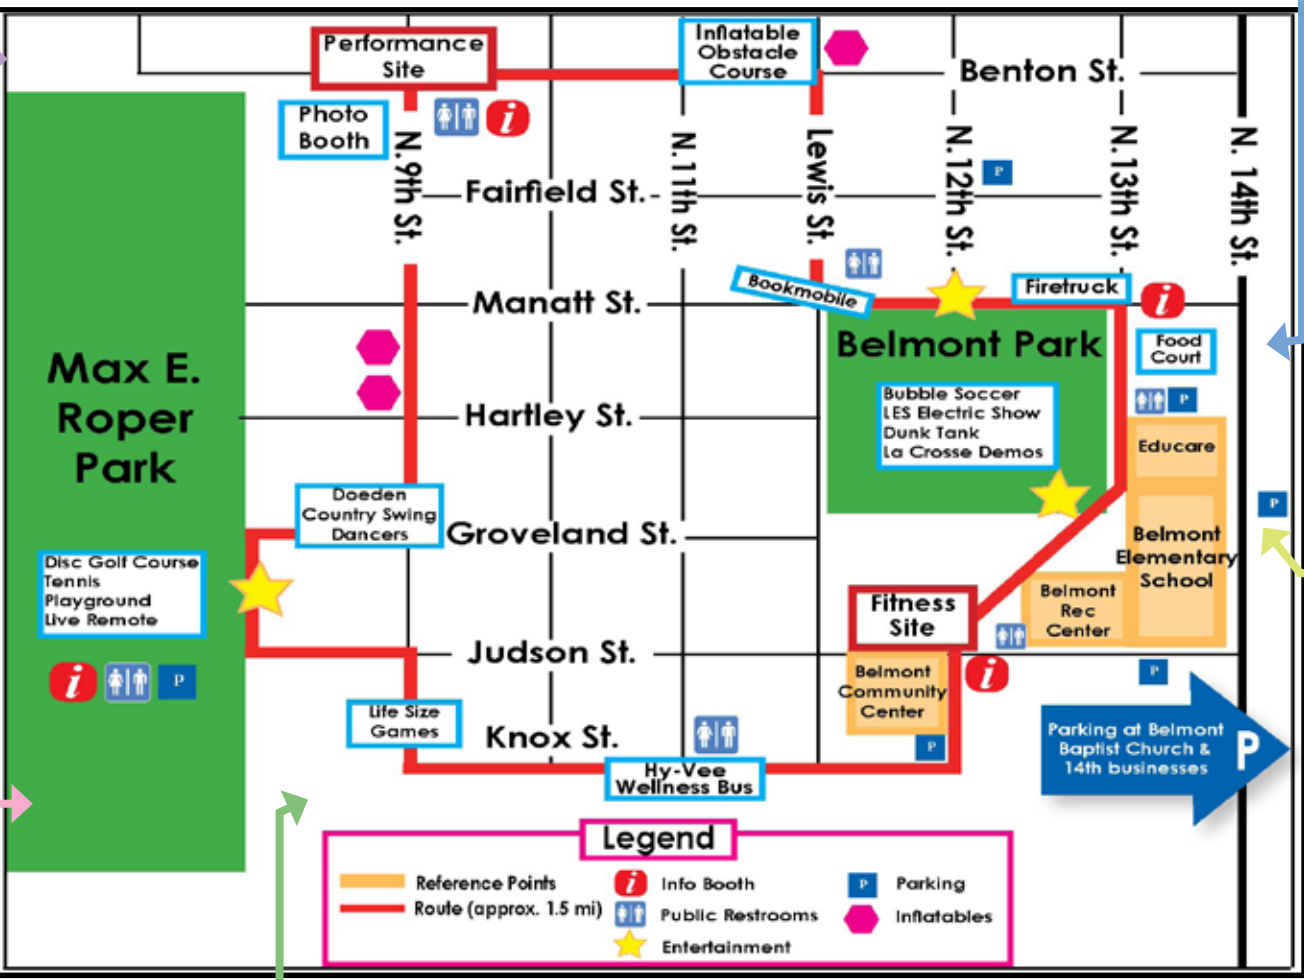 Performance
Site
Inflatable
Obstacle
Course
Benton St.
Photo
Booth
i
N. 9th St.
N. 11th St.
Lewis St.
N. 12th St.
N. 13th St.
N. 14th St.
P
Fairfield St.
Bookmobile
Firetruck
i
Manatt St.
Belmont Park
Food
Court
Max E.
Roper
Park
Bubble Soccer
LES Electric Show
Dunk Tank
La Crosse Demos
P
Hartley St.
Educare
Doeden
Country Swing
Dancers
P
Groveland St.
Belmont
Elementary
School
Disc Golf Course
Tennis
Playground
Live Remote
Fitness
Site
Belmont
Rec
Center
Judson St.
i
P
i
P
Belmont
Community
Center
Life Size
Games
Knox St.
P
Parking at Belmont
Baptist Church &
14th businesses
P
Hy-Vee
Wellness Bus
Legend
Reference Points
i Info Booth
P Parking
Route (approx. 1.5 mi)
Public Restrooms
Inflatables
Entertainment